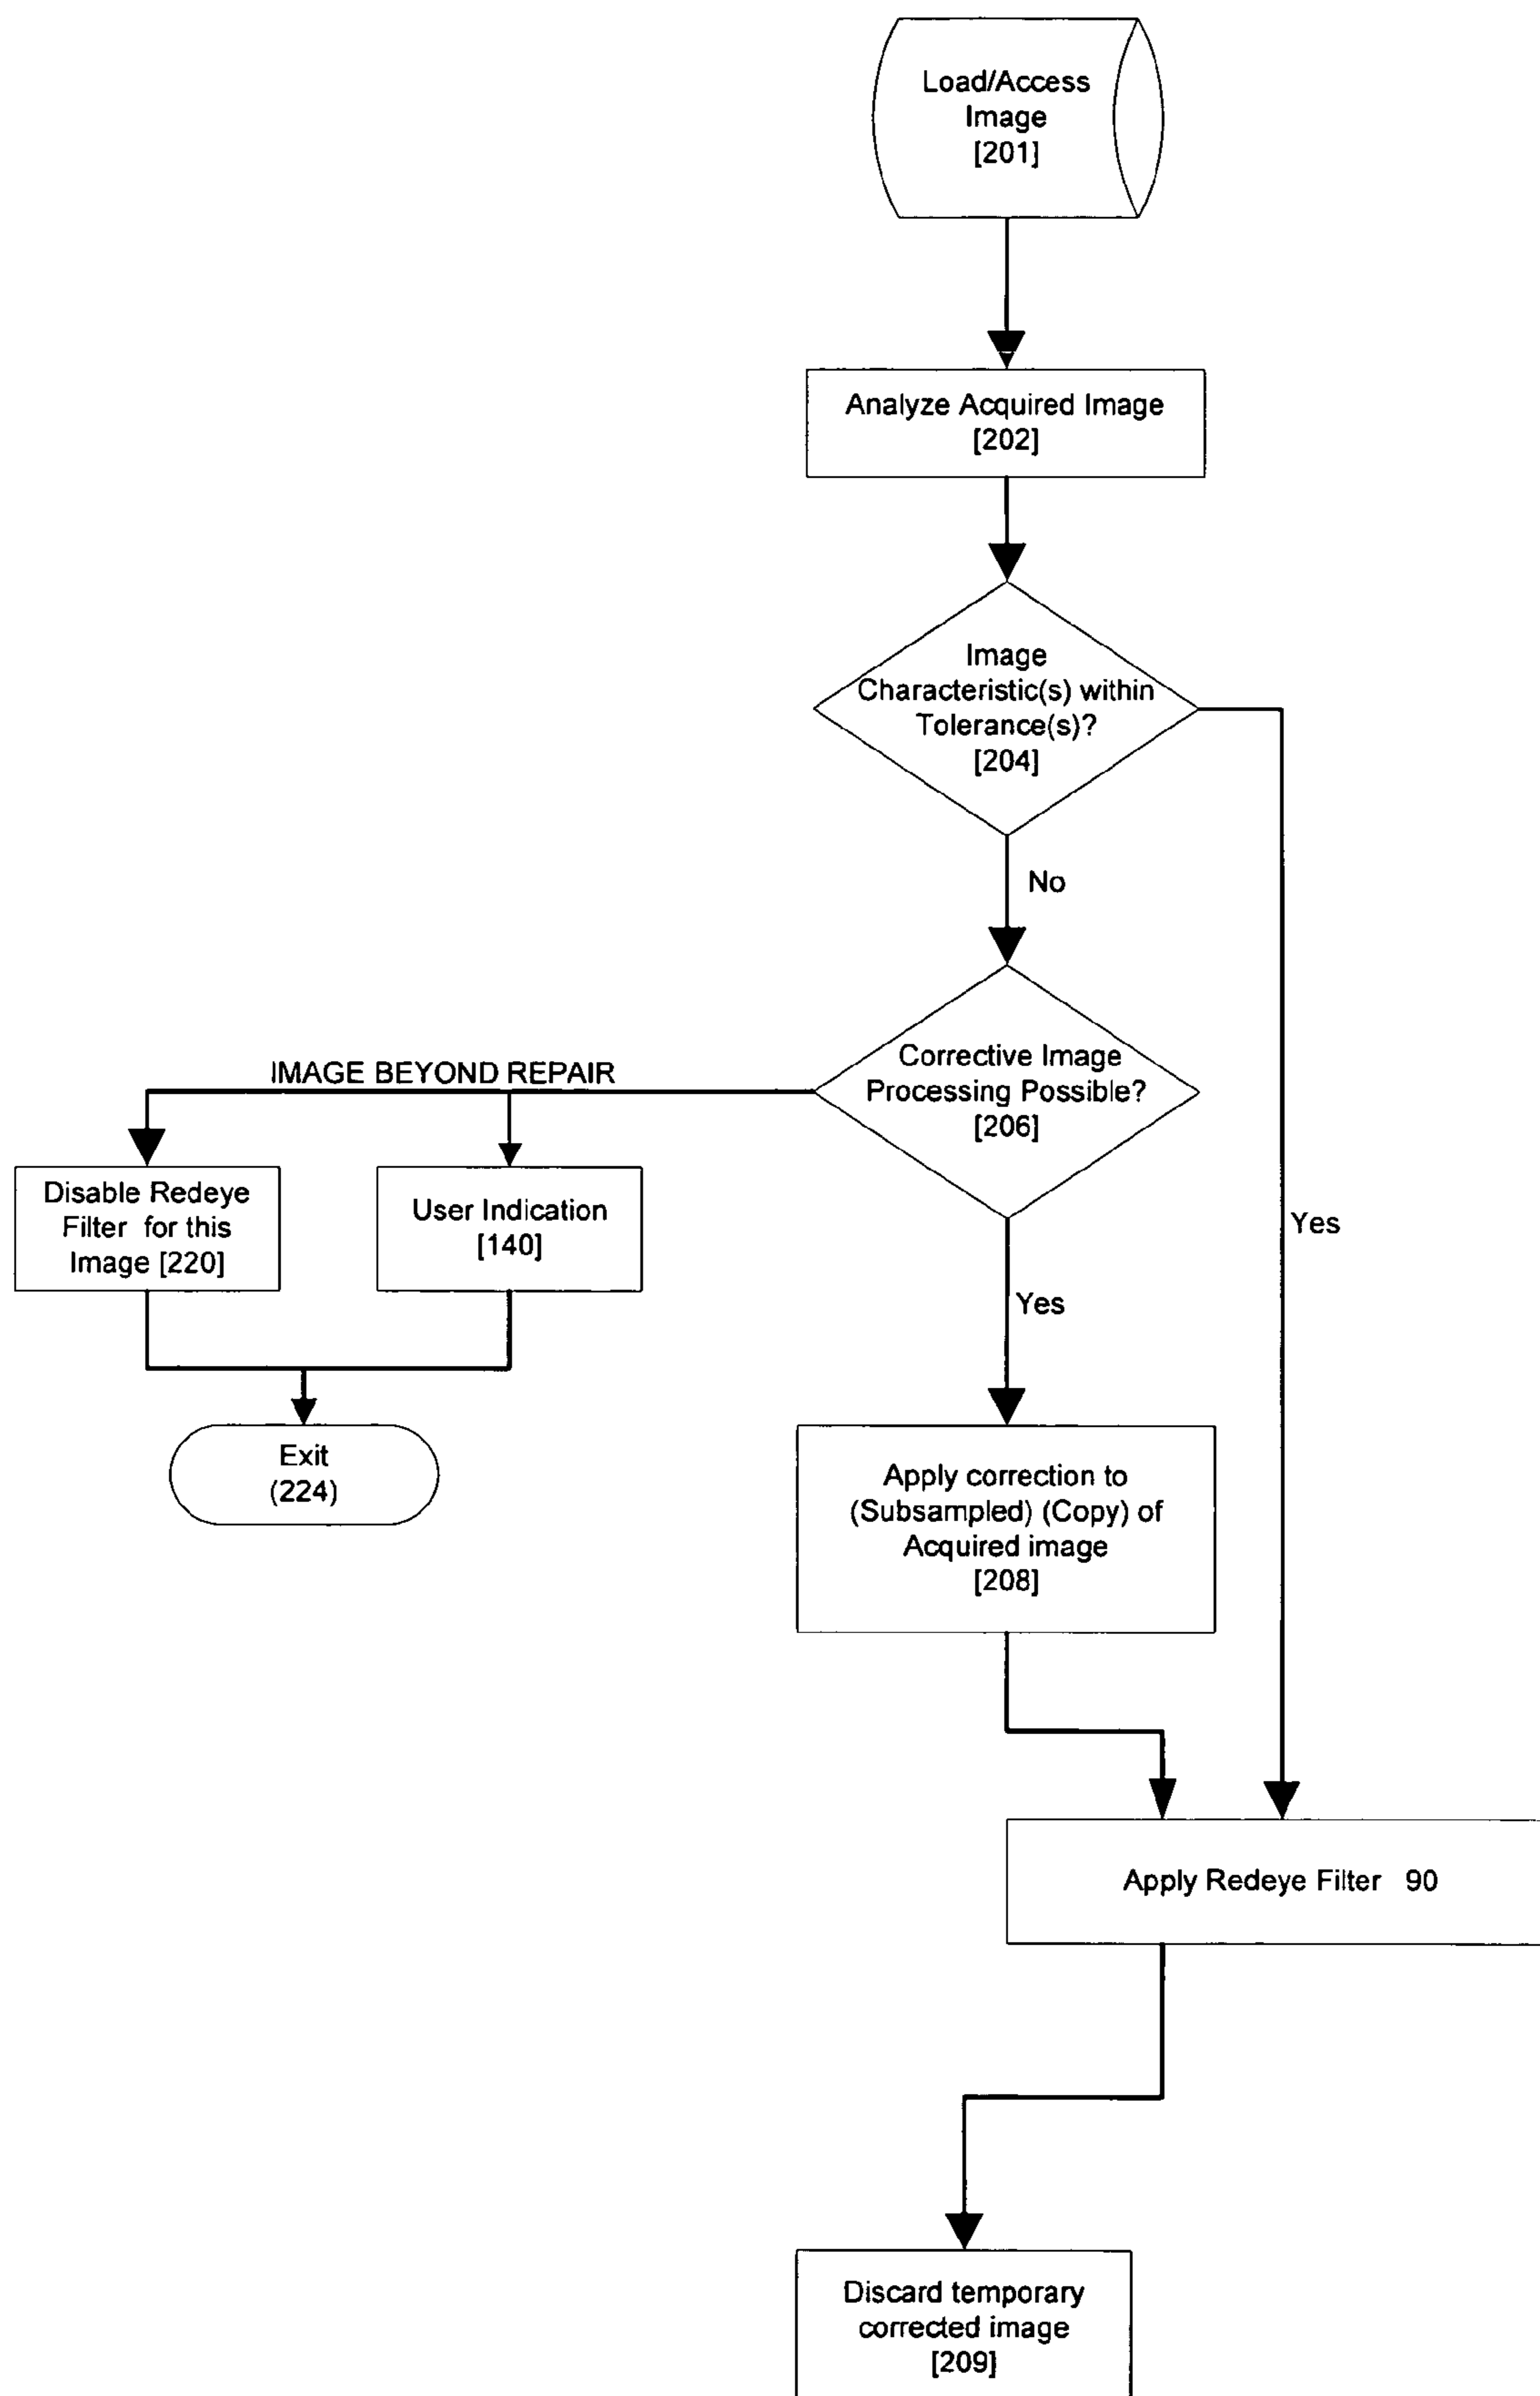 Load/Access
Image
[201]
Analyze Acquired Image
[202]
Image
Characteristic(s) within
Tolerance(s)?
[204]
No
Corrective Image
Processing Possible?
[206]
IMAGE BEYOND REPAIR
Disable Redeye
Filter for this
Image [220]
User Indication
[140]
Yes
Yes
Exit
(224)
Apply correction to
(Subsampled) (Copy) of
Acquired image
[208]
Apply Redeye Filter 90
Discard temporary
corrected image
[209]